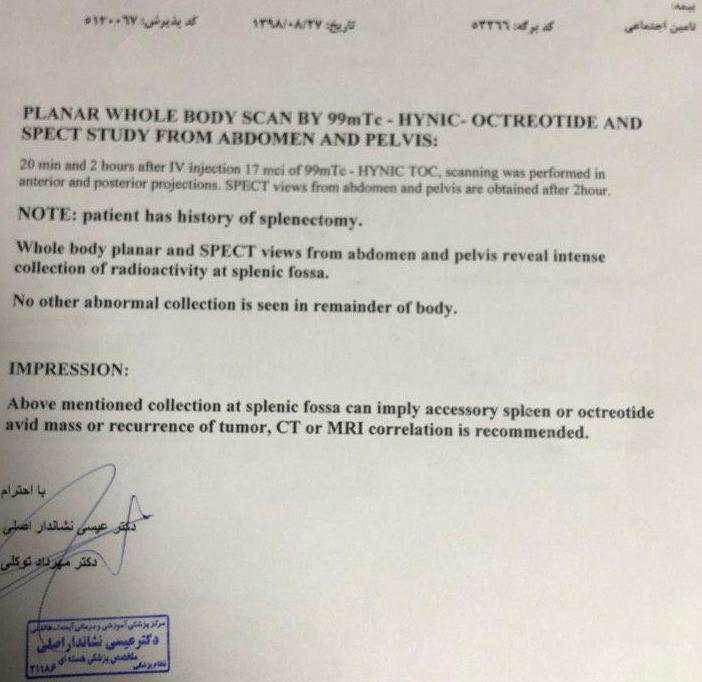 بیمه:
تامین اجتماعی
کد برگه: ۵۳۲۶۶
تاریخ: ۱۳۹۸/۰۸/۲۷
کد پذیرش: ۵۱۲۰۰۶۷
PLANAR WHOLE BODY SCAN BY 99mTc - HYNIC- OCTREOTIDE AND
SPECT STUDY FROM ABDOMEN AND PELVIS:
20 min and 2 hours after IV injection 17 mci of 99mTc - HYNIC TOC, scanning was performed in
anterior and posterior projections. SPECT views from abdomen and pelvis are obtained after 2hour.
NOTE: patient has history of splenectomy.
Whole body planar and SPECT views from abdomen and pelvis reveal intense
collection of radioactivity at splenic fossa.
No other abnormal collection is seen in remainder of body.
IMPRESSION:
Above mentioned collection at splenic fossa can imply accessory spleen or octreotide
avid mass or recurrence of tumor, CT or MRI correlation is recommended.
با احترام
دکتر عیسی نشاندار اصلی
دکتر مهرداد توکلی
مرکز پزشکی آموزشی و درمانی
دکتر عیسی نشاندار اصلی
متخصص پزشکی هسته ای
نظام پزشکی ۲۱۱۸۶